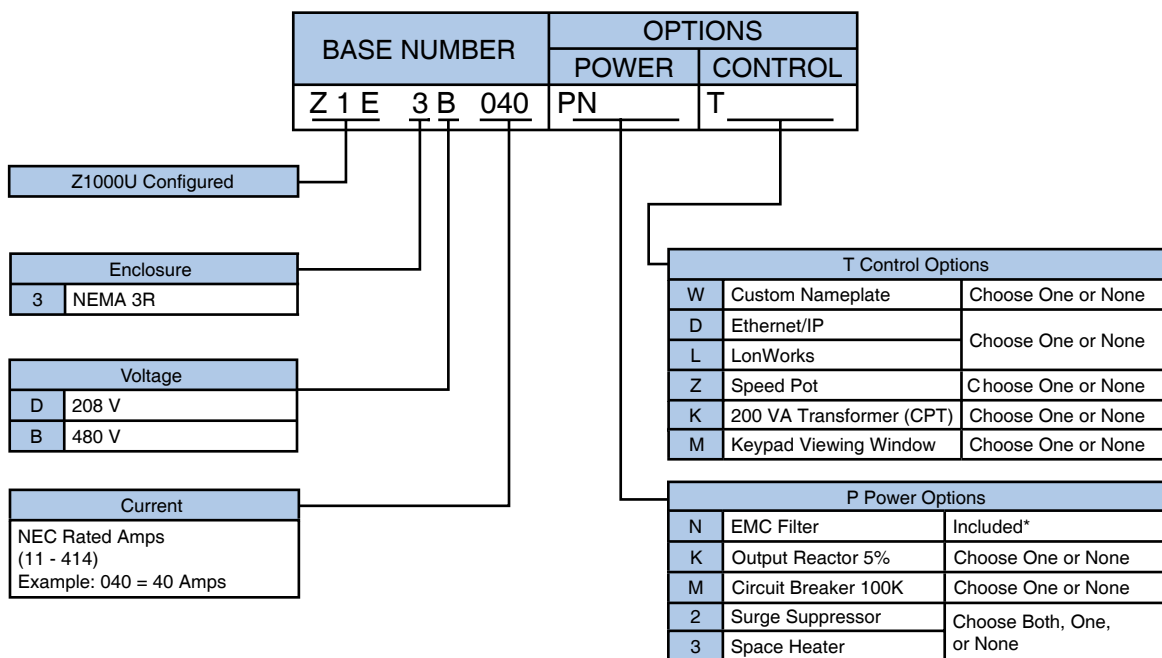 BASE NUMBER
OPTIONS
POWER
CONTROL
Z 1 E 3 B 040 PN T
Z1000U Configured
Enclosure
3 NEMA 3R
Voltage
D 208 V
B 480 V
Current
NEC Rated Amps
(11 - 414)
Example: 040 = 40 Amps
T Control Options
W Custom Nameplate Choose One or None
D Ethernet/IP
Choose One or None
L LonWorks
Z Speed Pot Choose One or None
K 200 VA Transformer (CPT) Choose One or None
M Keypad Viewing Window Choose One or None
P Power Options
N EMC Filter Included*
K Output Reactor 5% Choose One or None
M Circuit Breaker 100K Choose One or None
2 Surge Suppressor
Choose Both, One,
or None
3 Space Heater